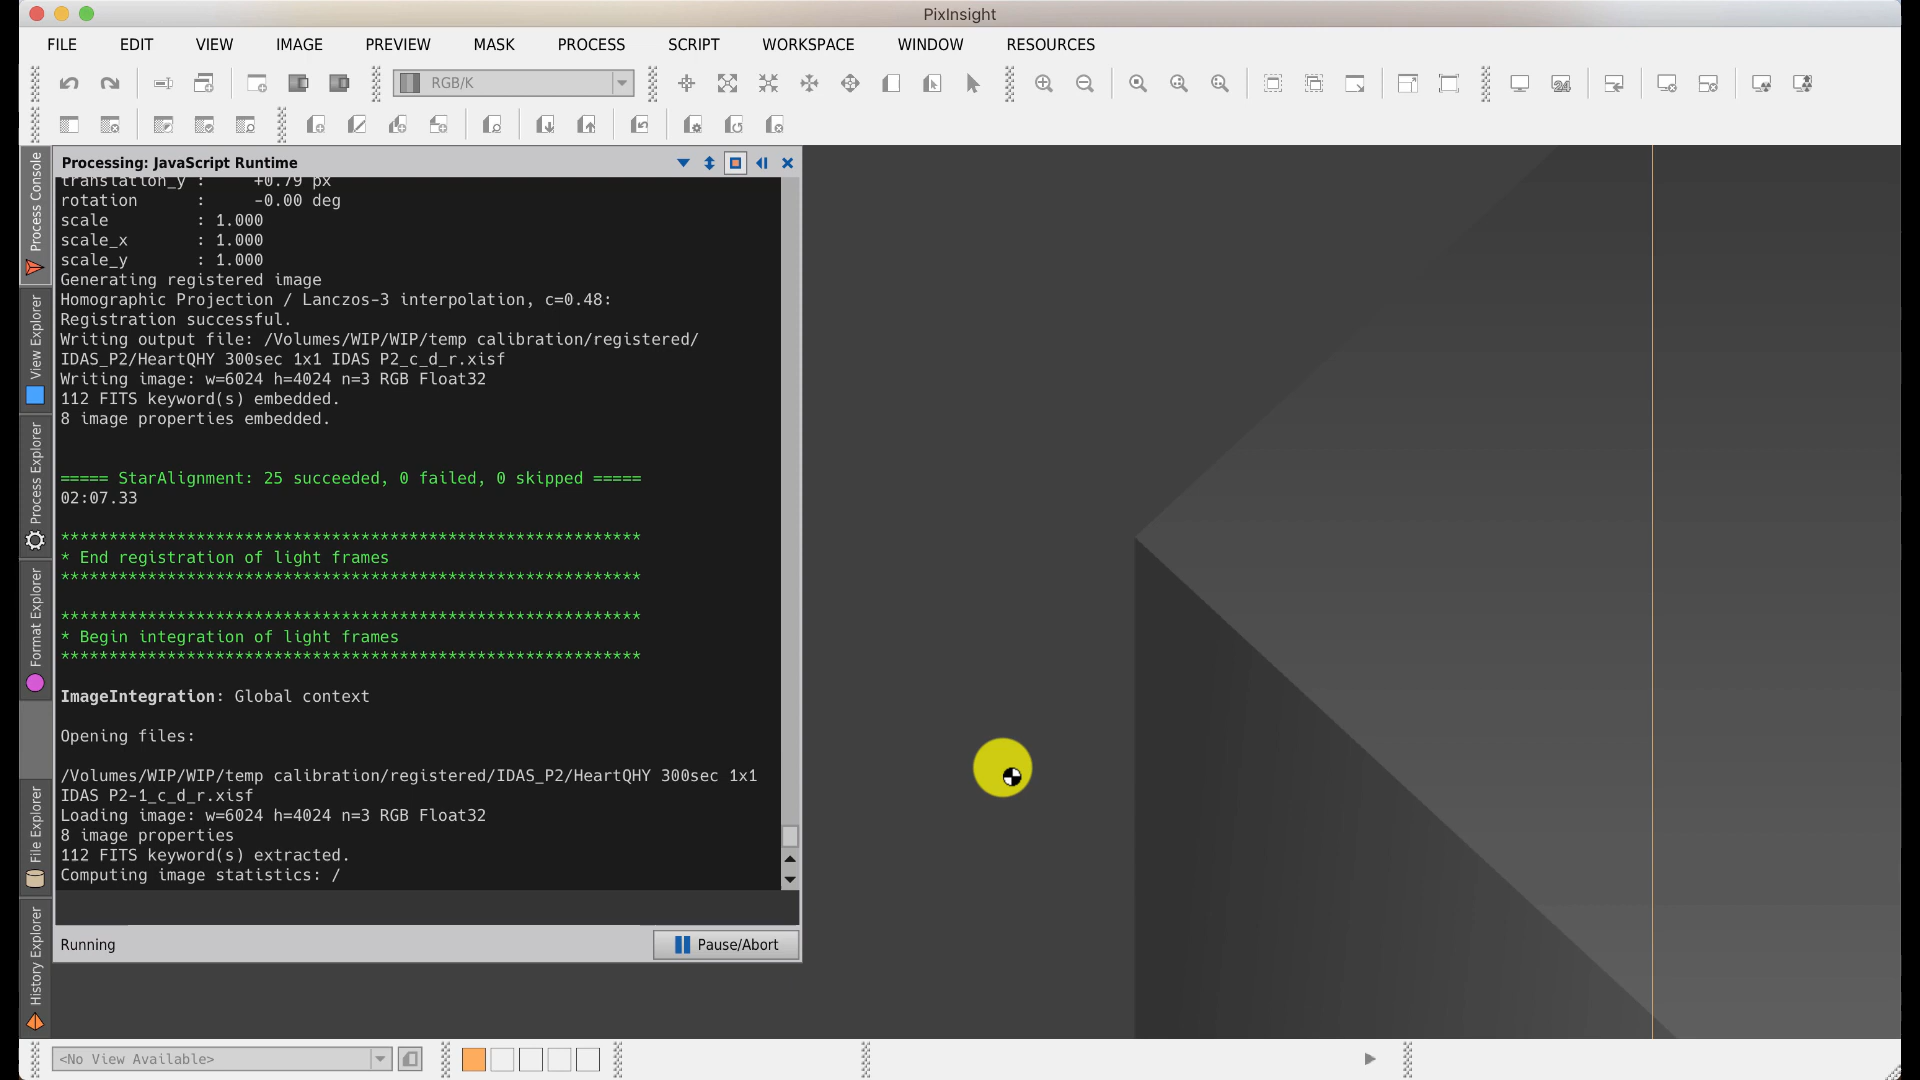 PixInsight
FILE EDIT VIEW IMAGE PREVIEW MASK PROCESS SCRIPT WORKSPACE WINDOW RESOURCES
RGB/K
24
Processing: JavaScript Runtime
translation_y :     +0.79 px
rotation      :     -0.00 deg
scale         : 1.000
scale_x       : 1.000
scale_y       : 1.000
Generating registered image
Homographic Projection / Lanczos-3 interpolation, c=0.48:
Registration successful.
Writing output file: /Volumes/WIP/WIP/temp calibration/registered/
IDAS_P2/HeartQHY 300sec 1x1 IDAS P2_c_d_r.xisf
Writing image: w=6024 h=4024 n=3 RGB Float32
112 FITS keyword(s) embedded.
8 image properties embedded.
===== StarAlignment: 25 succeeded, 0 failed, 0 skipped =====
02:07.33
************************************************************
* End registration of light frames
************************************************************
************************************************************
* Begin integration of light frames
************************************************************
ImageIntegration: Global context
Opening files:
/Volumes/WIP/WIP/temp calibration/registered/IDAS_P2/HeartQHY 300sec 1x1
IDAS P2-1_c_d_r.xisf
Loading image: w=6024 h=4024 n=3 RGB Float32
8 image properties
112 FITS keyword(s) extracted.
Computing image statistics: /
Running
Pause/Abort
Process Console
View Explorer
Process Explorer
Format Explorer
File Explorer
History Explorer
<No View Available>